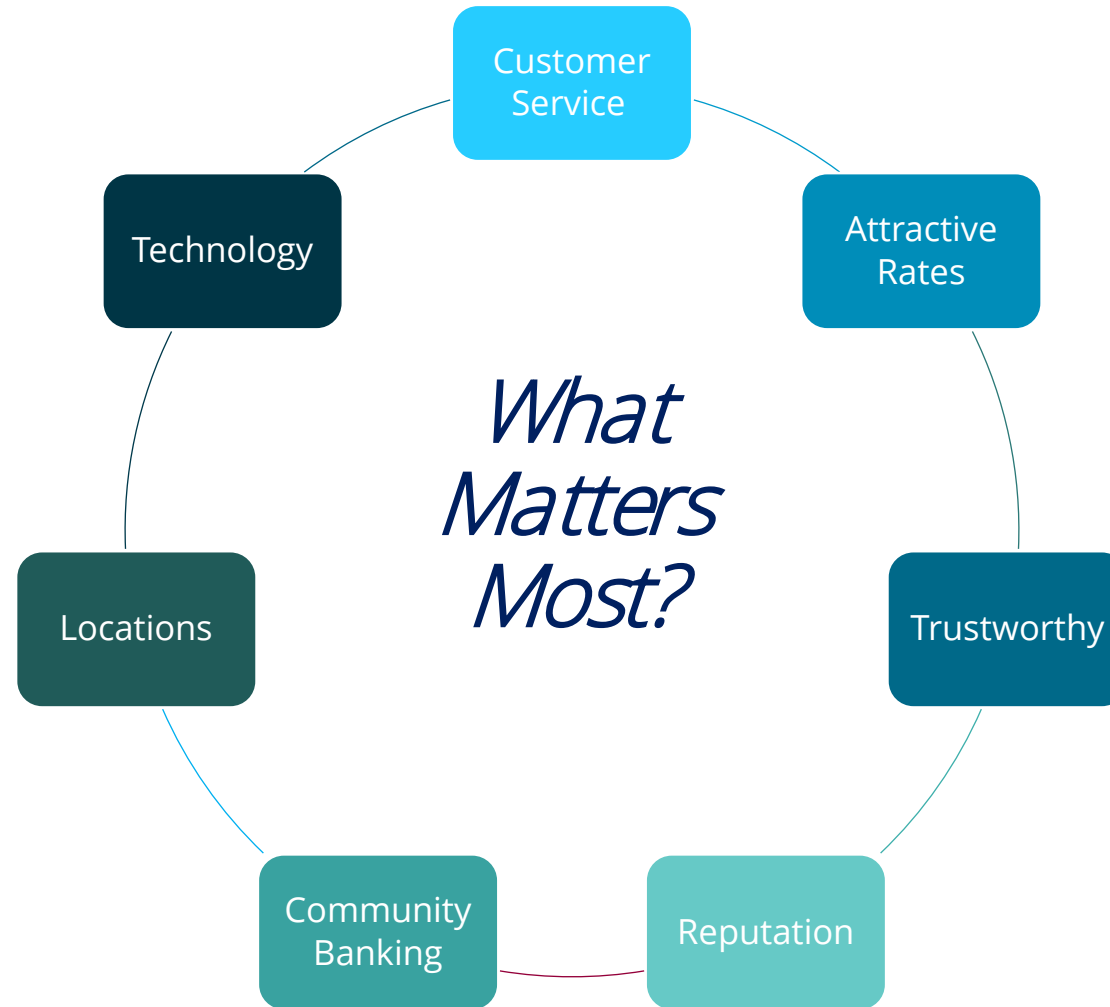 Customer
Service
Attractive
Rates
Trustworthy
Reputation
Community
Banking
Locations
Technology
What
Matters
Most?